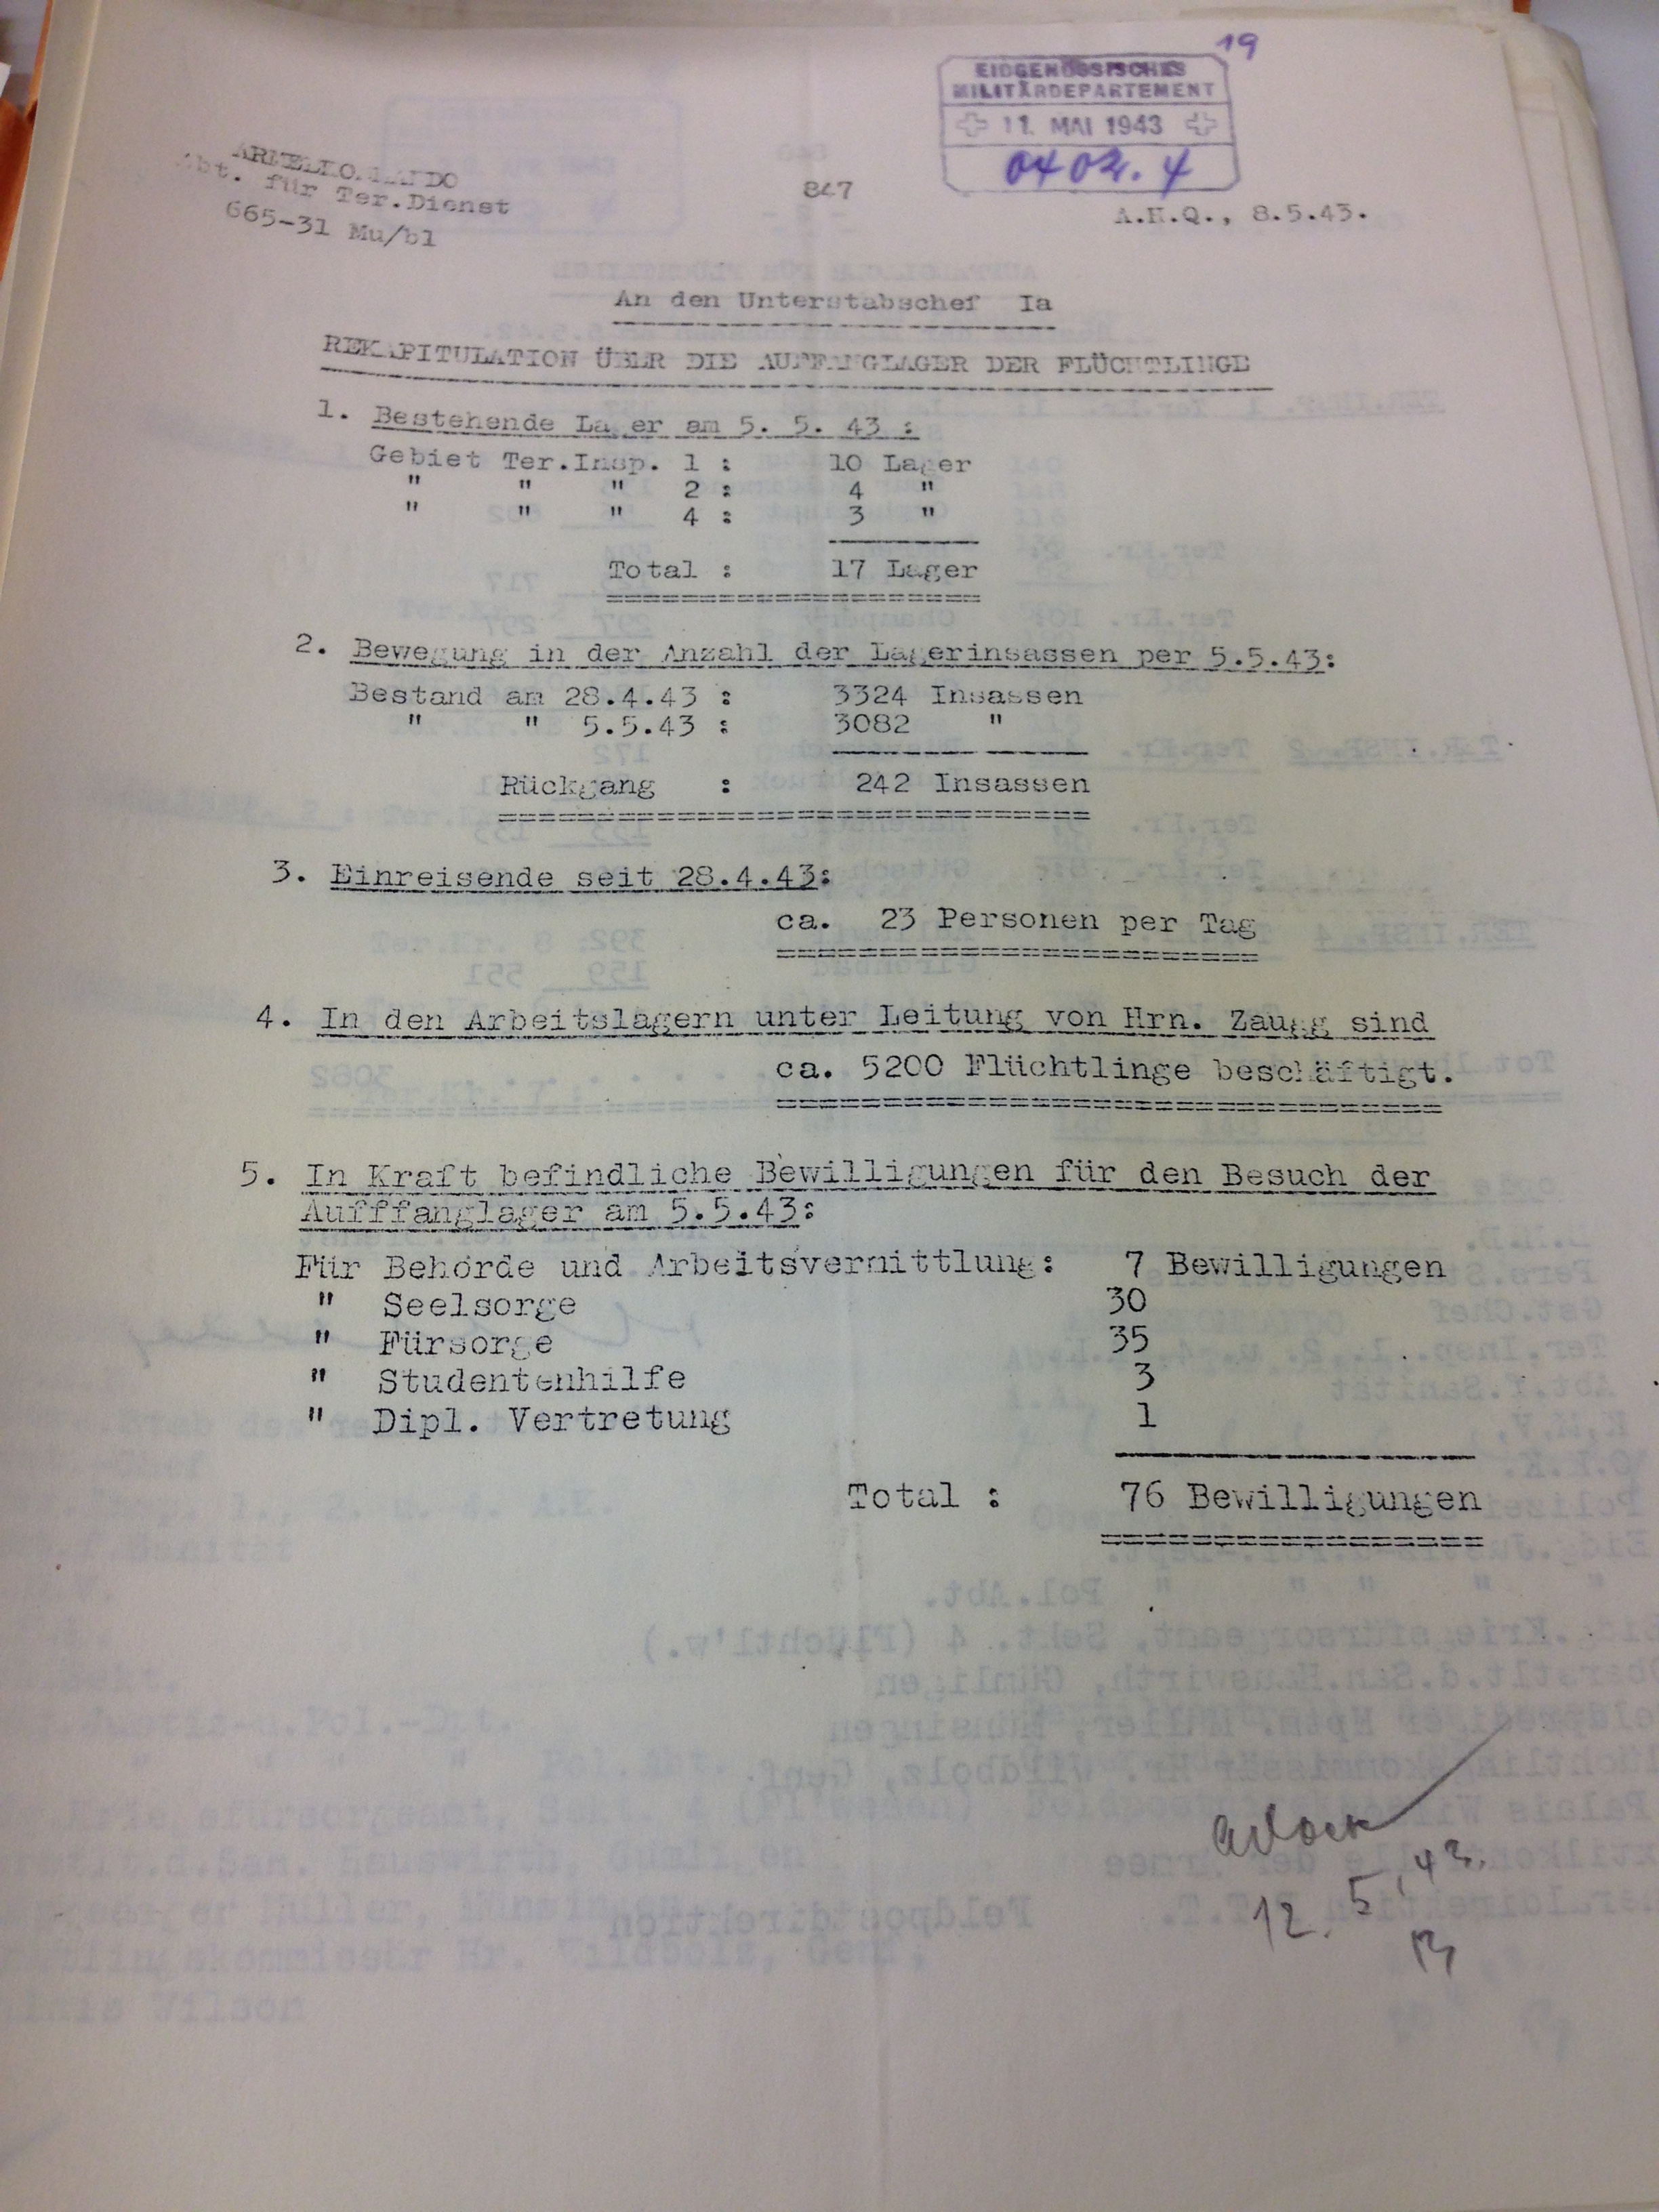 19
EIDGENÖSSISCHES
MILITÄRDEPARTEMENT
11. MAI 1943
0402.4
ARMEEKOMMANDO
Abt. für Ter.Dienst
665-31 Mu/bl
847
A.H.Q., 8.5.43.
An den Unterstabschef Ia
REKAPITULATION ÜBER DIE AUFFANGLAGER DER FLÜCHTLINGE
1. Bestehende Lager am 5. 5. 43 :
Gebiet Ter.Insp. 1 : 10 Lager
" " " 2 : 4 "
" " " 4 : 3 "
Total : 17 Lager
2. Bewegung in der Anzahl der Lagerinsassen per 5.5.43:
Bestand am 28.4.43 : 3324 Insassen
" " 5.5.43 : 3082 "
Rückgang : 242 Insassen
3. Einreisende seit 28.4.43:
ca. 23 Personen per Tag
4. In den Arbeitslagern unter Leitung von Hrn. Zaugg sind
ca. 5200 Flüchtlinge beschäftigt.
5. In Kraft befindliche Bewilligungen für den Besuch der
Aufffanglager am 5.5.43:
Für Behörde und Arbeitsvermittlung: 7 Bewilligungen
" Seelsorge 30
" Fürsorge 35
" Studentenhilfe 3
" Dipl. Vertretung 1
Total : 76 Bewilligungen
12. 5. 43.